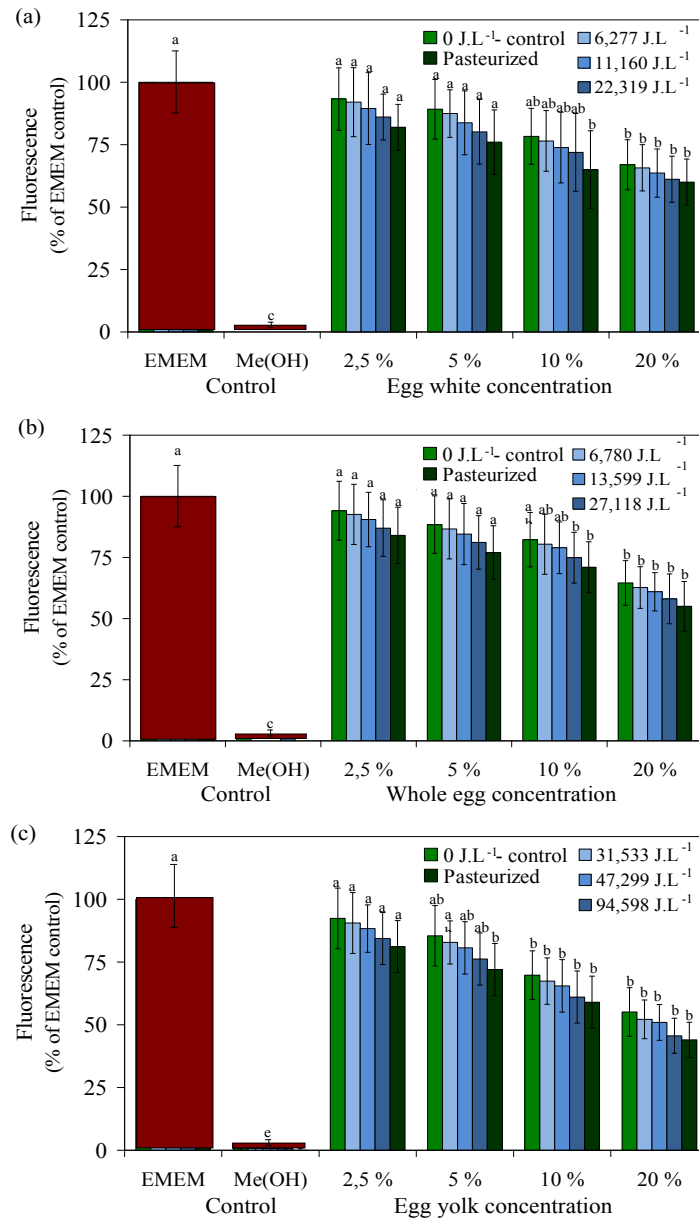 (a)
125
100
75
50
25
0
Fluorescence
(% of EMEM control)
0 J.L⁻¹- control
Pasteurized
6,277 J.L⁻¹
11,160 J.L⁻¹
22,319 J.L⁻¹
a
c
a a a a a
a a a a a
ab ab ab ab b
b b b b b
EMEM Me(OH) 2,5 % 5 % 10 % 20 %
Control Egg white concentration
(b)
125
100
75
50
25
0
Fluorescence
(% of EMEM control)
0 J.L⁻¹- control
Pasteurized
6,780 J.L⁻¹
13,599 J.L⁻¹
27,118 J.L⁻¹
a
c
a a a a a
a a a a a
a ab ab b b
b b b b b
EMEM Me(OH) 2,5 % 5 % 10 % 20 %
Control Whole egg concentration
(c)
125
100
75
50
25
0
Fluorescence
(% of EMEM control)
0 J.L⁻¹- control
Pasteurized
31,533 J.L⁻¹
47,299 J.L⁻¹
94,598 J.L⁻¹
a
e
a a a a a
ab a ab ab b
b b b b b
b b b b b
EMEM Me(OH) 2,5 % 5 % 10 % 20 %
Control Egg yolk concentration